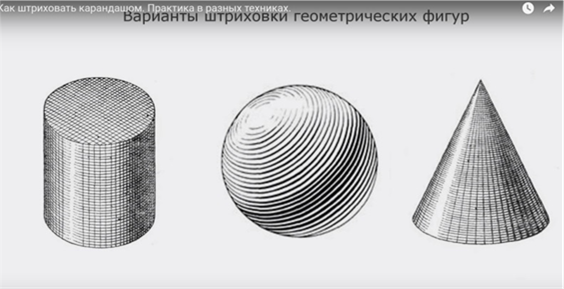 Как штриховать карандашом. Практика в разных техниках.
Варианты штриховки геометрических фигур